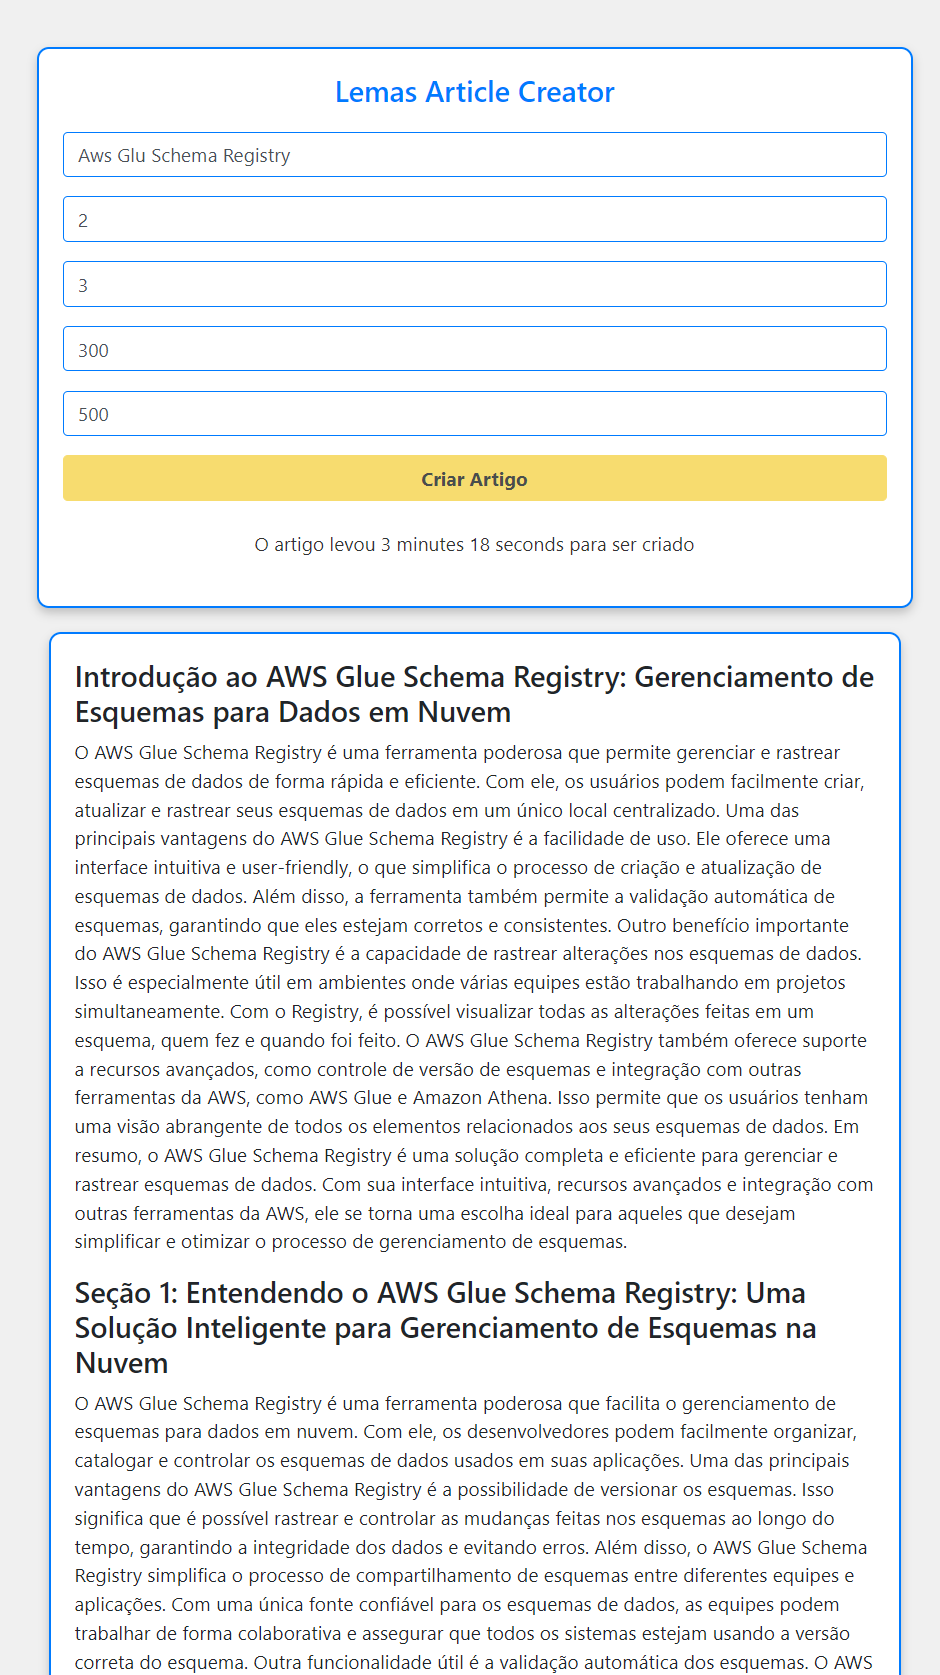 Lemas Article Creator
Aws Glu Schema Registry
2
3
300
500
Criar Artigo
O artigo levou 3 minutes 18 seconds para ser criado
Introdução ao AWS Glue Schema Registry: Gerenciamento de
Esquemas para Dados em Nuvem
O AWS Glue Schema Registry é uma ferramenta poderosa que permite gerenciar e rastrear
esquemas de dados de forma rápida e eficiente. Com ele, os usuários podem facilmente criar,
atualizar e rastrear seus esquemas de dados em um único local centralizado. Uma das
principais vantagens do AWS Glue Schema Registry é a facilidade de uso. Ele oferece uma
interface intuitiva e user-friendly, o que simplifica o processo de criação e atualização de
esquemas de dados. Além disso, a ferramenta também permite a validação automática de
esquemas, garantindo que eles estejam corretos e consistentes. Outro benefício importante
do AWS Glue Schema Registry é a capacidade de rastrear alterações nos esquemas de dados.
Isso é especialmente útil em ambientes onde várias equipes estão trabalhando em projetos
simultaneamente. Com o Registry, é possível visualizar todas as alterações feitas em um
esquema, quem fez e quando foi feito. O AWS Glue Schema Registry também oferece suporte
a recursos avançados, como controle de versão de esquemas e integração com outras
ferramentas da AWS, como AWS Glue e Amazon Athena. Isso permite que os usuários tenham
uma visão abrangente de todos os elementos relacionados aos seus esquemas de dados. Em
resumo, o AWS Glue Schema Registry é uma solução completa e eficiente para gerenciar e
rastrear esquemas de dados. Com sua interface intuitiva, recursos avançados e integração com
outras ferramentas da AWS, ele se torna uma escolha ideal para aqueles que desejam
simplificar e otimizar o processo de gerenciamento de esquemas.
Seção 1: Entendendo o AWS Glue Schema Registry: Uma
Solução Inteligente para Gerenciamento de Esquemas na
Nuvem
O AWS Glue Schema Registry é uma ferramenta poderosa que facilita o gerenciamento de
esquemas para dados em nuvem. Com ele, os desenvolvedores podem facilmente organizar,
catalogar e controlar os esquemas de dados usados em suas aplicações. Uma das principais
vantagens do AWS Glue Schema Registry é a possibilidade de versionar os esquemas. Isso
significa que é possível rastrear e controlar as mudanças feitas nos esquemas ao longo do
tempo, garantindo a integridade dos dados e evitando erros. Além disso, o AWS Glue Schema
Registry simplifica o processo de compartilhamento de esquemas entre diferentes equipes e
aplicações. Com uma única fonte confiável para os esquemas de dados, as equipes podem
trabalhar de forma colaborativa e assegurar que todos os sistemas estejam usando a versão
correta do esquema. Outra funcionalidade útil é a validação automática dos esquemas. O AWS